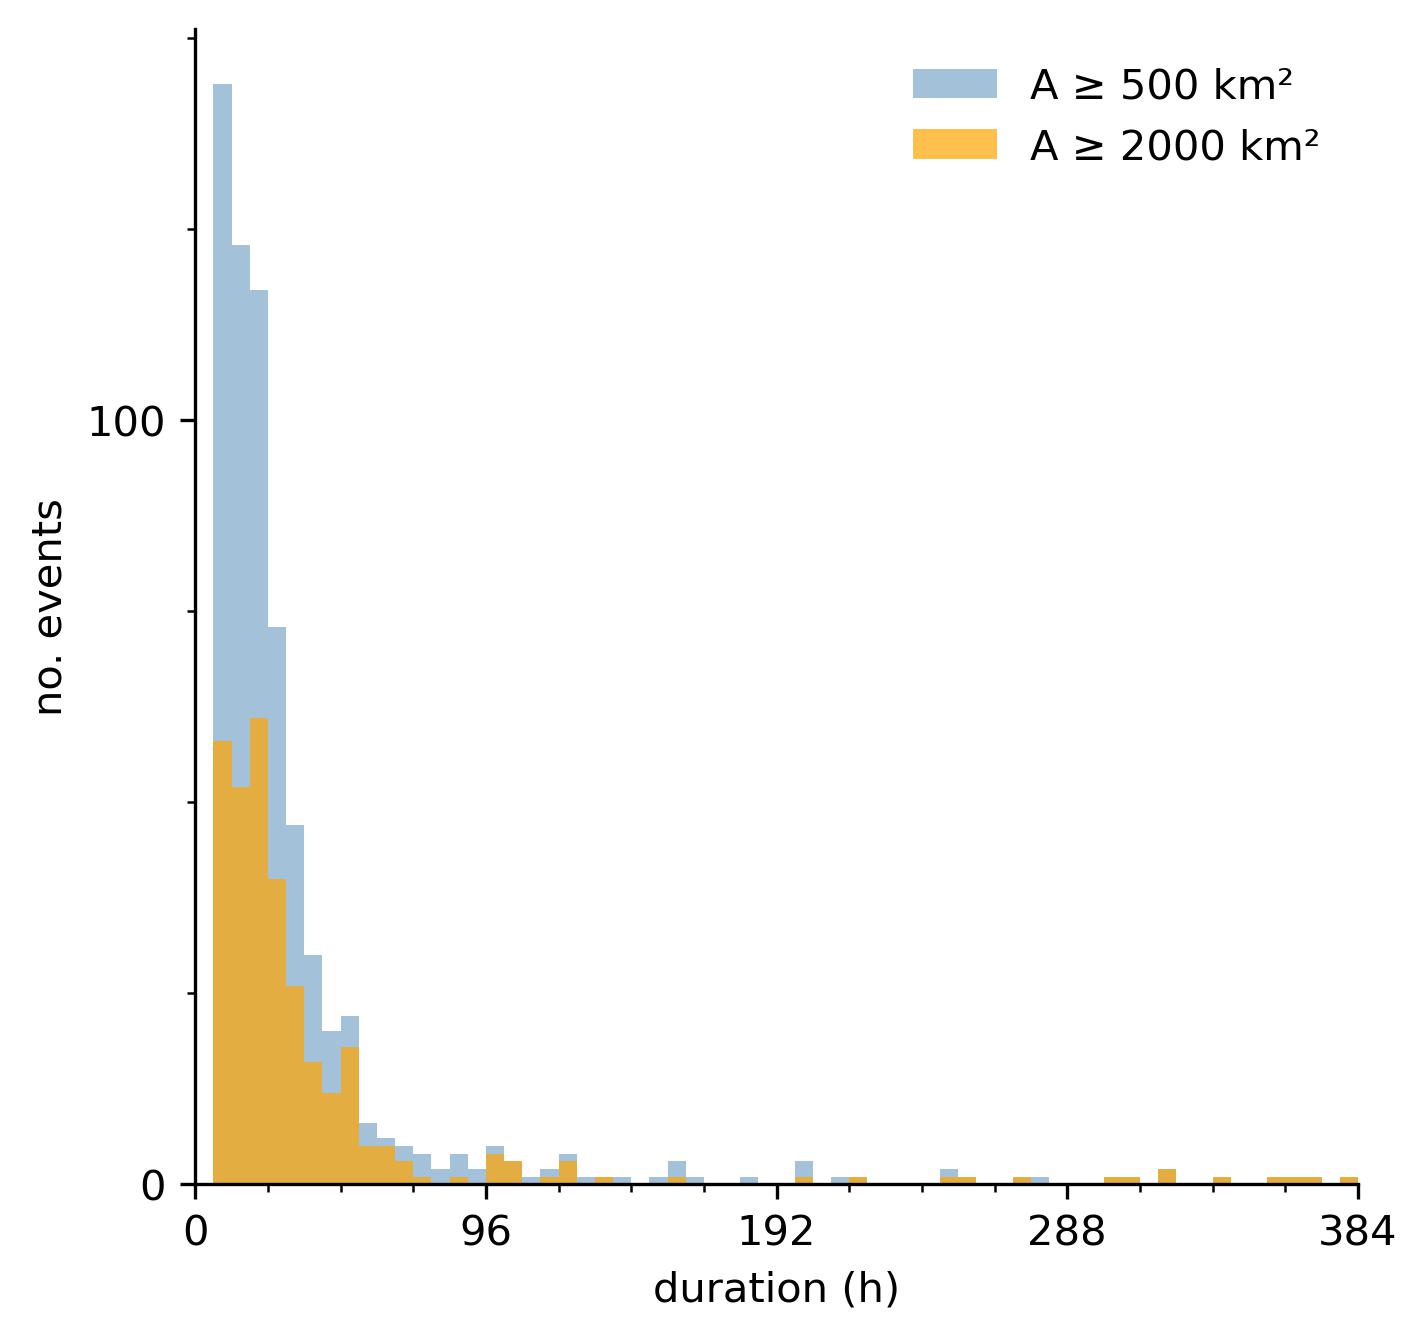 A ≥ 500 km²
A ≥ 2000 km²
100
0
no. events
0 96 192 288 384
duration (h)